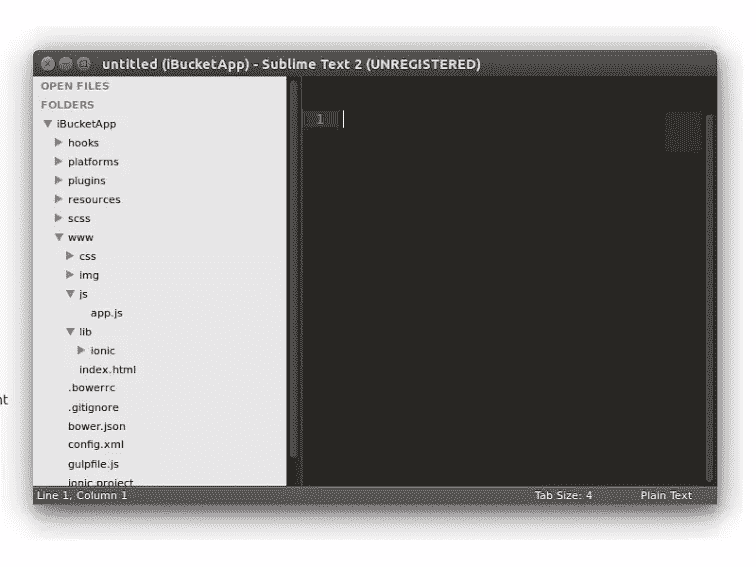 untitled (iBucketApp) - Sublime Text 2 (UNREGISTERED)
OPEN FILES
FOLDERS
iBucketApp
hooks
platforms
plugins
resources
scss
www
css
img
js
app.js
lib
ionic
index.html
.bowerrc
.gitignore
bower.json
config.xml
gulpfile.js
ionic.project
1
Line 1, Column 1
Tab Size: 4
Plain Text